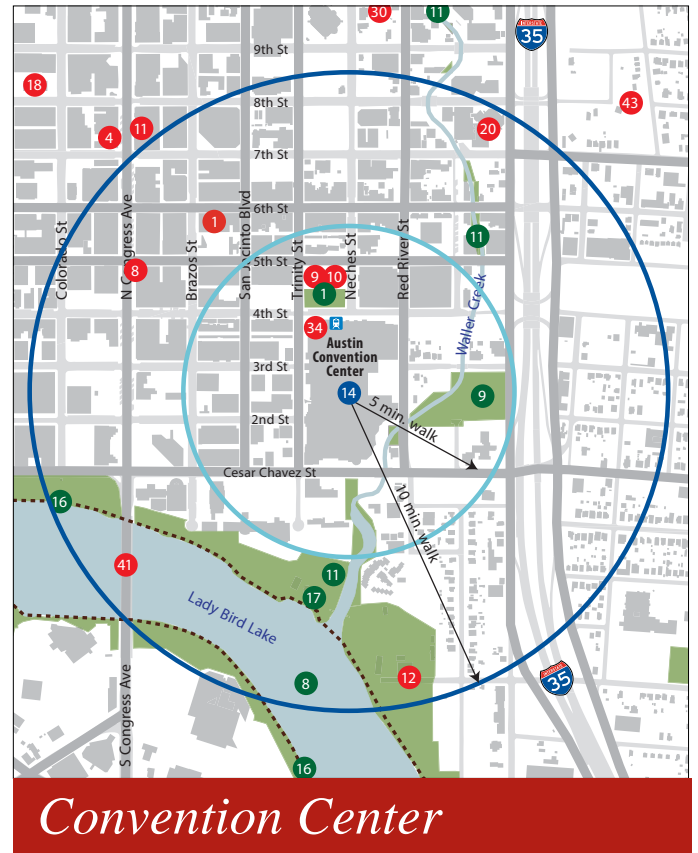 30
11
INTERSTATE
35
9th St
18
8th St
43
11
20
4
7th St
6th St
1
11
Colorado St
N Congress Ave
Brazos St
San Jacinto Blvd
Trinity St
Neches St
Red River St
5th St
8
9
10
1
4th St
34
Austin
Convention
Center
Waller Creek
3rd St
14
9
5 min. walk
2nd St
Cesar Chavez St
10 min. walk
16
41
11
17
Lady Bird Lake
8
12
35
S Congress Ave
16
Convention Center